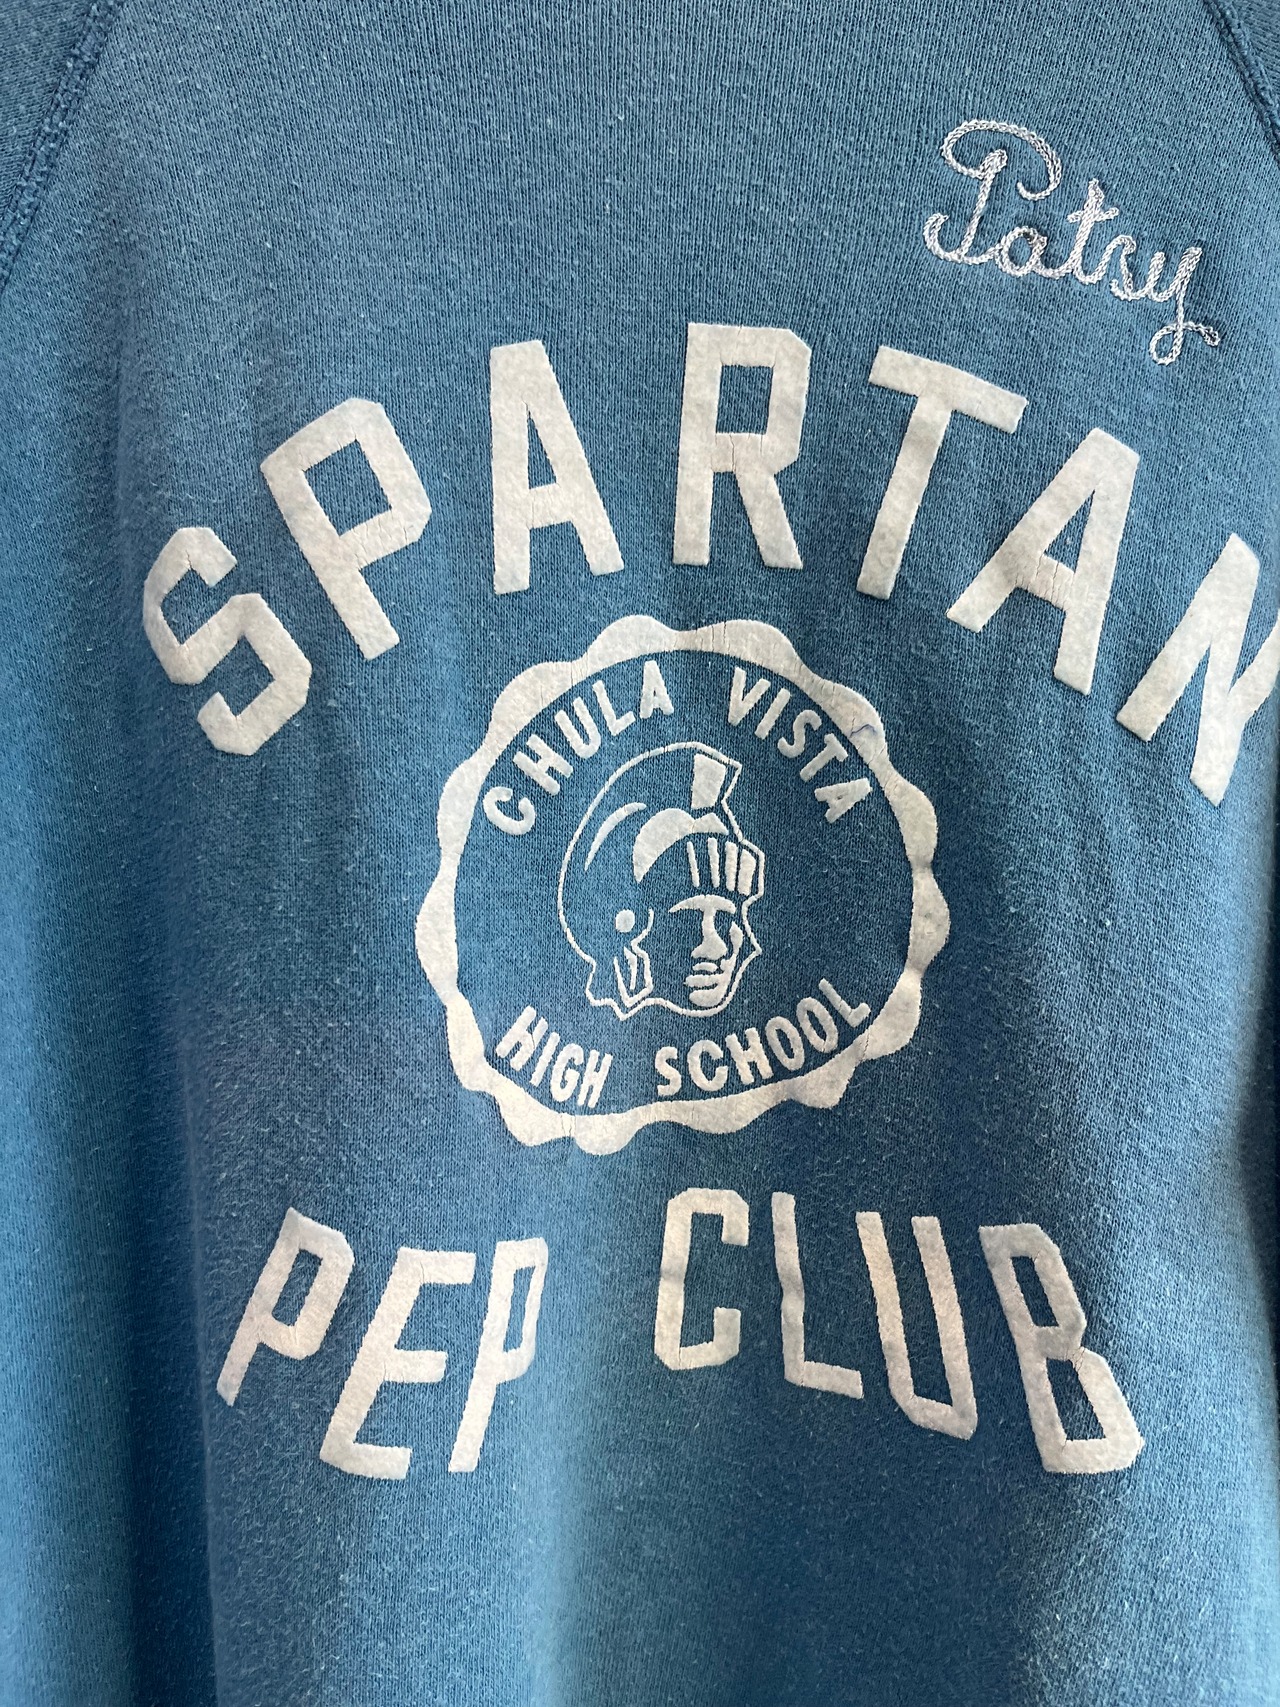 Patsy
SPARTAN
CHULA VISTA
HIGH SCHOOL
PEP CLUB